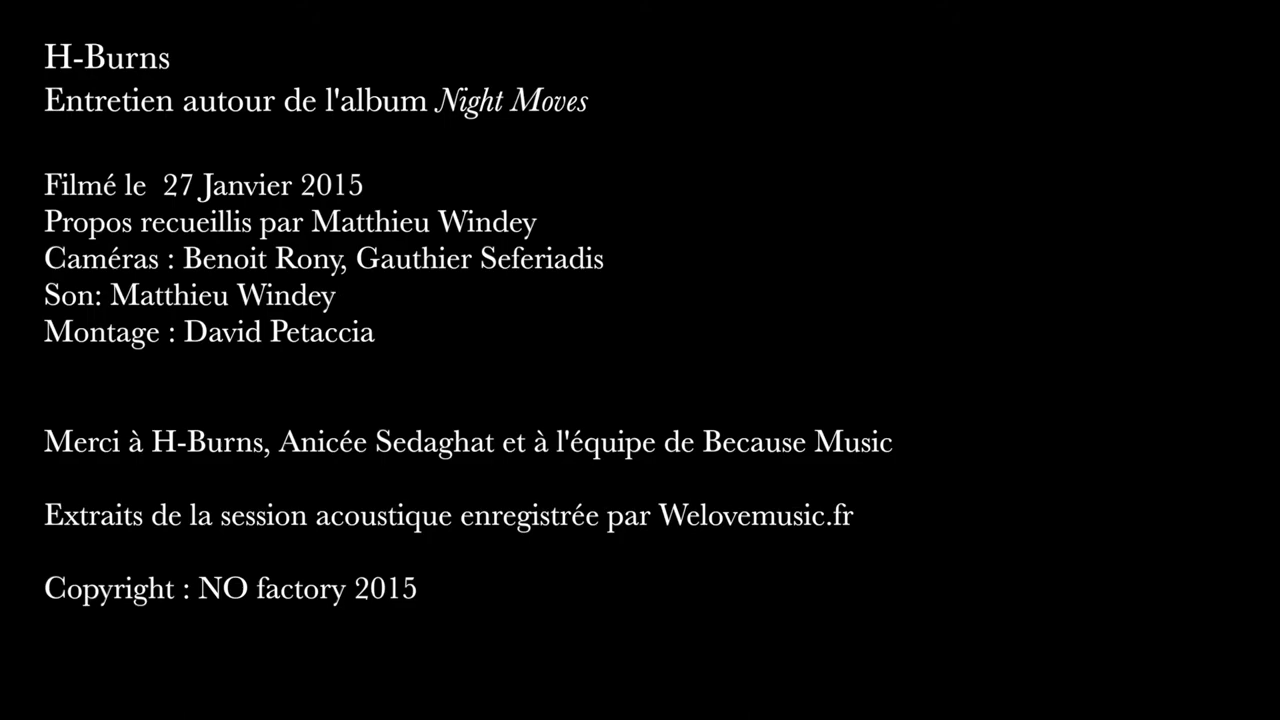 H-Burns
Entretien autour de l'album Night Moves
Filmé le  27 Janvier 2015
Propos recueillis par Matthieu Windey
Caméras : Benoit Rony, Gauthier Seferiadis
Son: Matthieu Windey
Montage : David Petaccia
Merci à H-Burns, Anicée Sedaghat et à l'équipe de Because Music
Extraits de la session acoustique enregistrée par Welovemusic.fr
Copyright : NO factory 2015